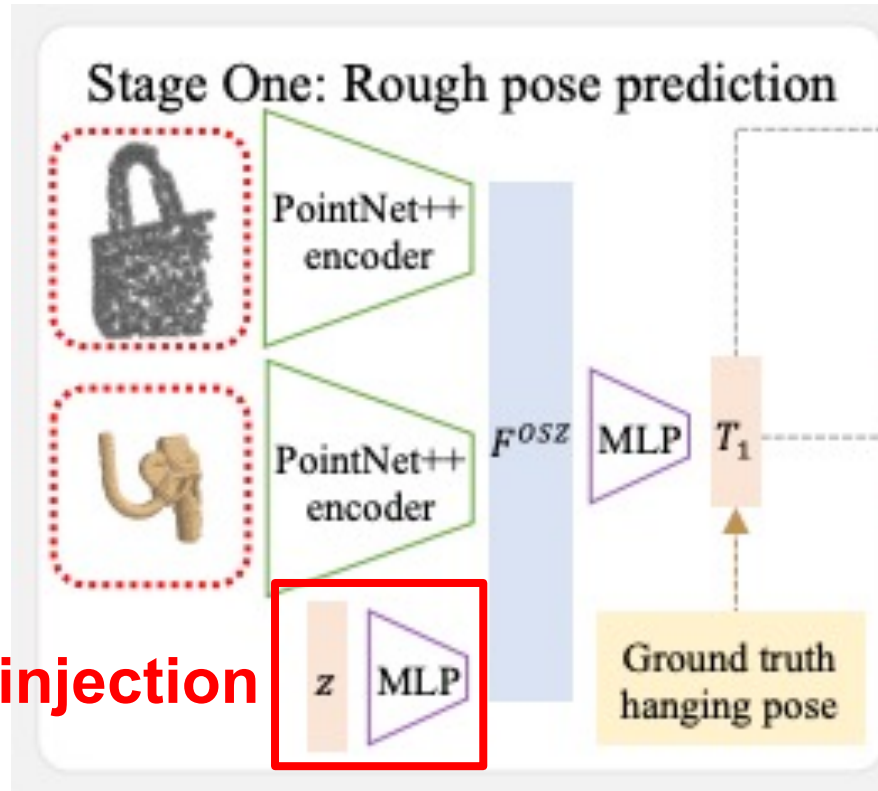 Stage One: Rough pose prediction
PointNet++
encoder
PointNet++
encoder
F^OSZ
MLP
T₁
injection
z
MLP
Ground truth
hanging pose